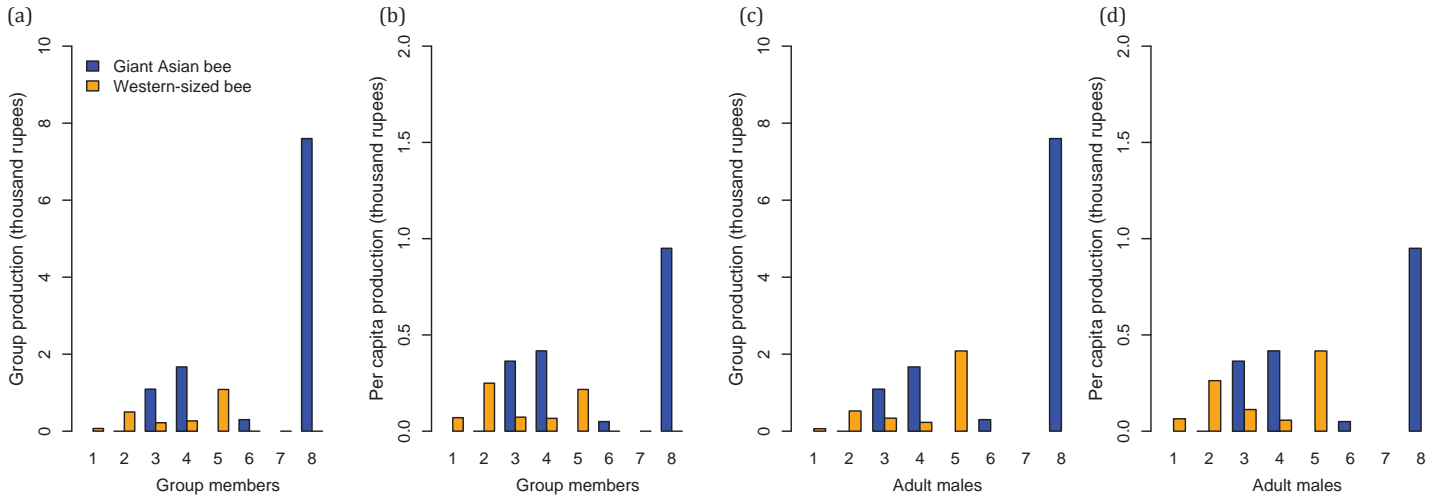 (a)
Group production (thousand rupees)
10
8
6
4
2
0
Giant Asian bee
Western-sized bee
1 2 3 4 5 6 7 8
Group members
(b)
Per capita production (thousand rupees)
2.0
1.5
1.0
0.5
0.0
1 2 3 4 5 6 7 8
Group members
(c)
Group production (thousand rupees)
10
8
6
4
2
0
1 2 3 4 5 6 7 8
Adult males
(d)
Per capita production (thousand rupees)
2.0
1.5
1.0
0.5
0.0
1 2 3 4 5 6 7 8
Adult males